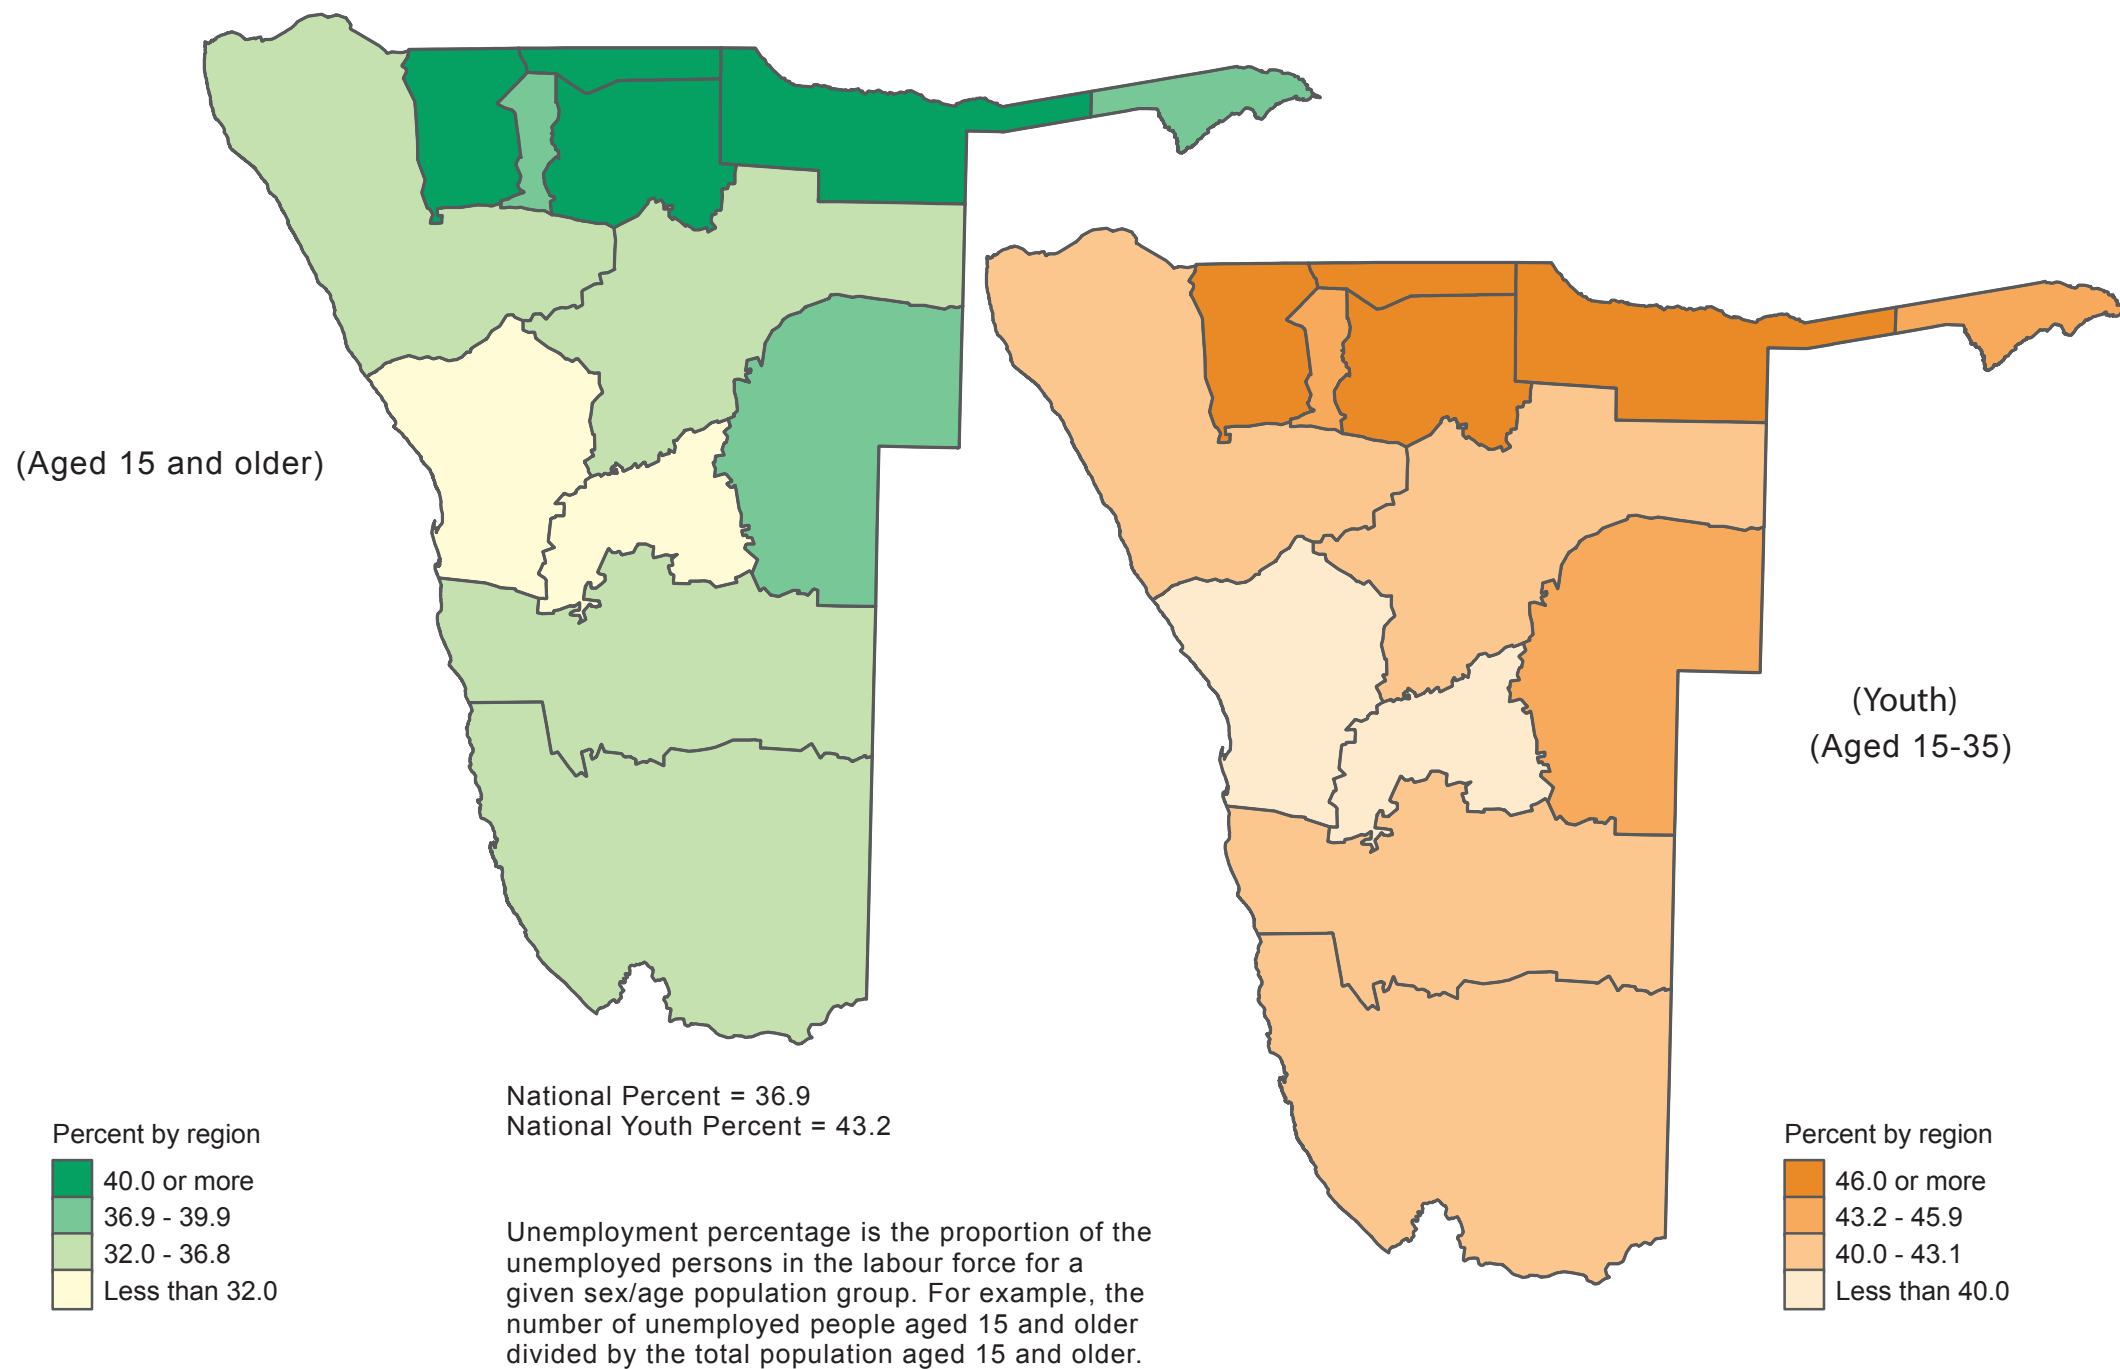 (Aged 15 and older)
(Youth)
(Aged 15-35)
National Percent = 36.9
National Youth Percent = 43.2
Percent by region
40.0 or more
36.9 - 39.9
32.0 - 36.8
Less than 32.0
Unemployment percentage is the proportion of the
unemployed persons in the labour force for a
given sex/age population group. For example, the
number of unemployed people aged 15 and older
divided by the total population aged 15 and older.
Percent by region
46.0 or more
43.2 - 45.9
40.0 - 43.1
Less than 40.0